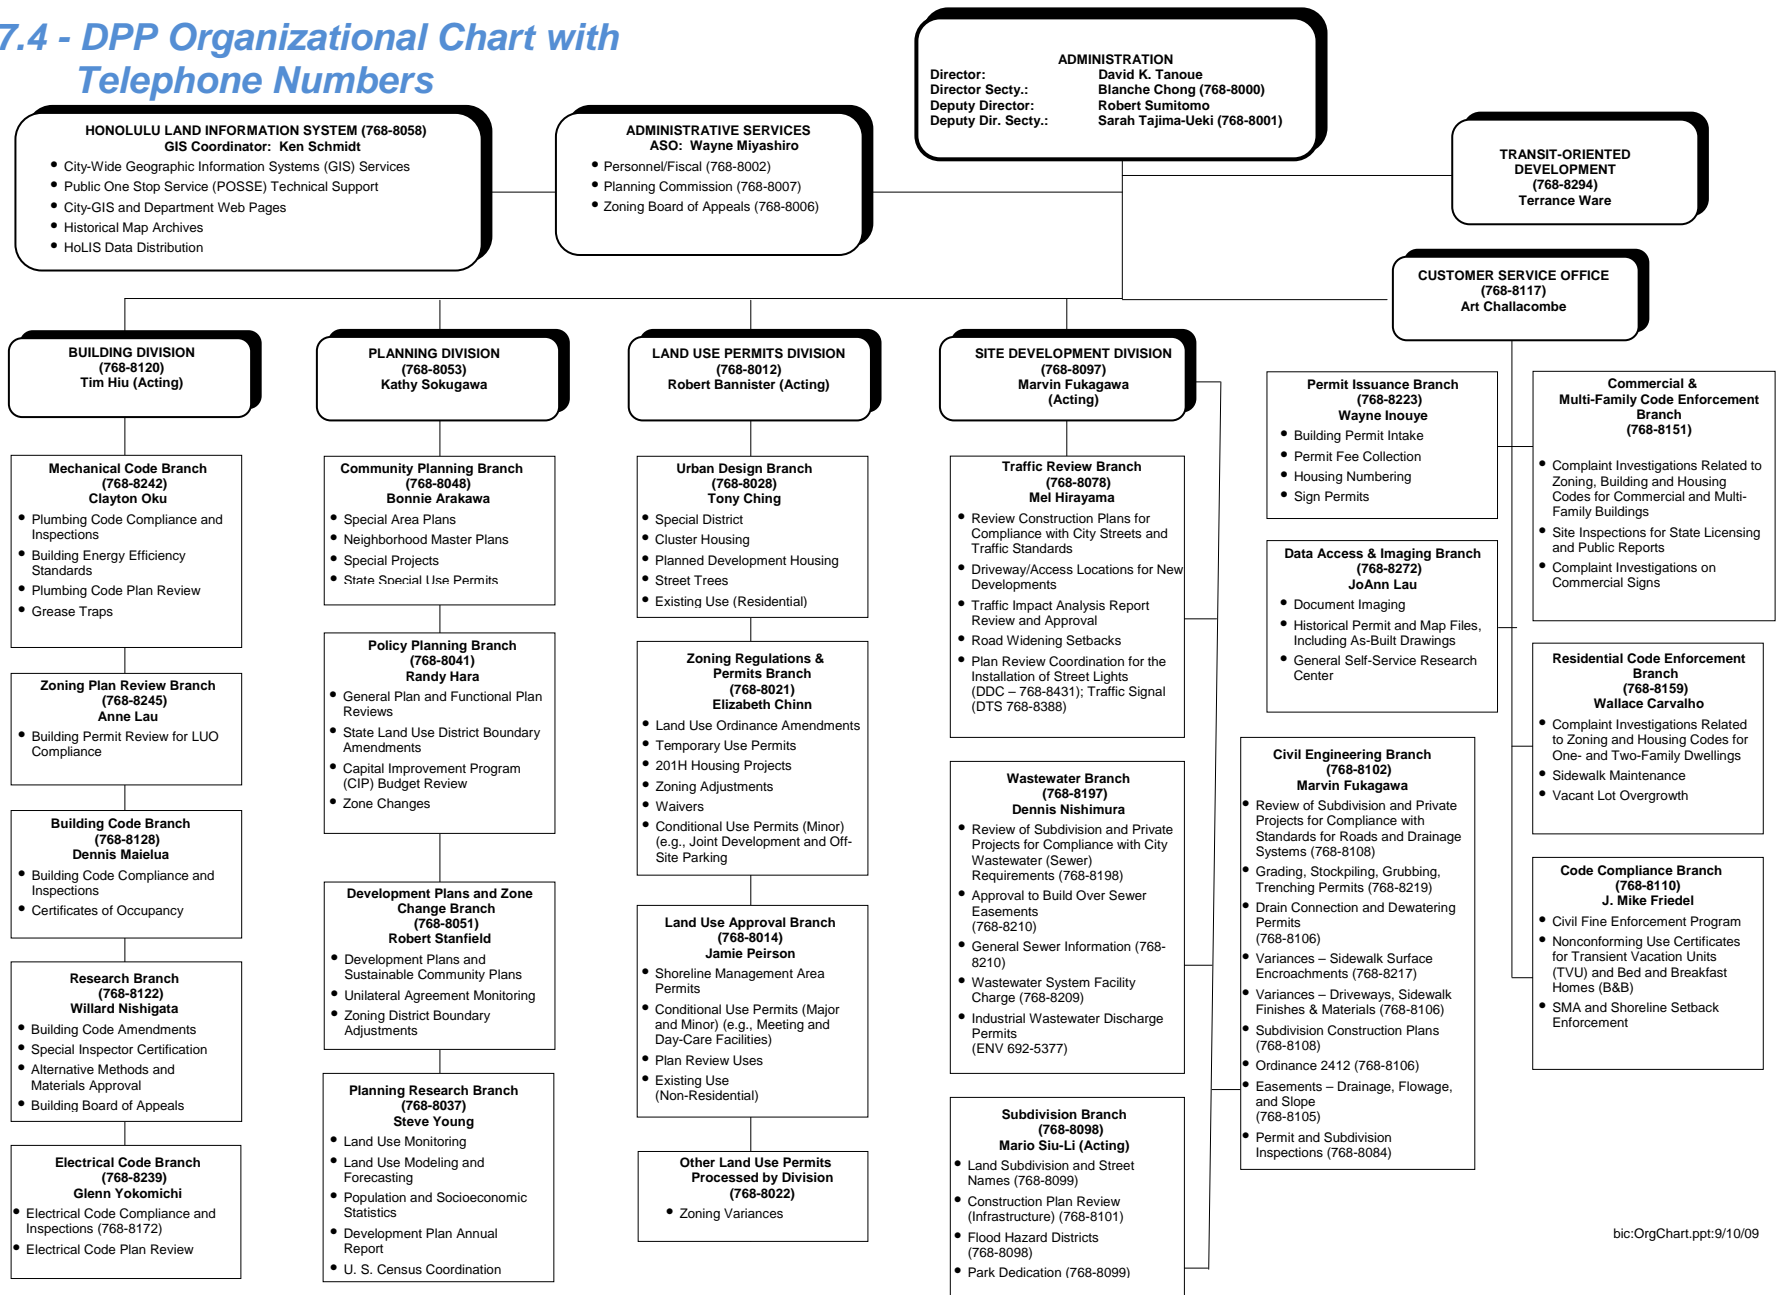 7.4 - DPP Organizational Chart with
Telephone Numbers
ADMINISTRATION
Director: David K. Tanoue
Director Secty.: Blanche Chong (768-8000)
Deputy Director: Robert Sumitomo
Deputy Dir. Secty.: Sarah Tajima-Ueki (768-8001)
HONOLULU LAND INFORMATION SYSTEM (768-8058)
GIS Coordinator: Ken Schmidt
• City-Wide Geographic Information Systems (GIS) Services
• Public One Stop Service (POSSE) Technical Support
• City-GIS and Department Web Pages
• Historical Map Archives
• HoLIS Data Distribution
ADMINISTRATIVE SERVICES
ASO: Wayne Miyashiro
• Personnel/Fiscal (768-8002)
• Planning Commission (768-8007)
• Zoning Board of Appeals (768-8006)
TRANSIT-ORIENTED
DEVELOPMENT
(768-8294)
Terrance Ware
CUSTOMER SERVICE OFFICE
(768-8117)
Art Challacombe
BUILDING DIVISION
(768-8120)
Tim Hiu (Acting)
PLANNING DIVISION
(768-8053)
Kathy Sokugawa
LAND USE PERMITS DIVISION
(768-8012)
Robert Bannister (Acting)
SITE DEVELOPMENT DIVISION
(768-8097)
Marvin Fukagawa
(Acting)
Mechanical Code Branch
(768-8242)
Clayton Oku
• Plumbing Code Compliance and
Inspections
• Building Energy Efficiency
Standards
• Plumbing Code Plan Review
• Grease Traps
Zoning Plan Review Branch
(768-8245)
Anne Lau
• Building Permit Review for LUO
Compliance
Building Code Branch
(768-8128)
Dennis Maielua
• Building Code Compliance and
Inspections
• Certificates of Occupancy
Research Branch
(768-8122)
Willard Nishigata
• Building Code Amendments
• Special Inspector Certification
• Alternative Methods and
Materials Approval
• Building Board of Appeals
Electrical Code Branch
(768-8239)
Glenn Yokomichi
• Electrical Code Compliance and
Inspections (768-8172)
• Electrical Code Plan Review
Community Planning Branch
(768-8048)
Bonnie Arakawa
• Special Area Plans
• Neighborhood Master Plans
• Special Projects
• State Special Use Permits
Policy Planning Branch
(768-8041)
Randy Hara
• General Plan and Functional Plan
Reviews
• State Land Use District Boundary
Amendments
• Capital Improvement Program
(CIP) Budget Review
• Zone Changes
Development Plans and Zone
Change Branch
(768-8051)
Robert Stanfield
• Development Plans and
Sustainable Community Plans
• Unilateral Agreement Monitoring
• Zoning District Boundary
Adjustments
Planning Research Branch
(768-8037)
Steve Young
• Land Use Monitoring
• Land Use Modeling and
Forecasting
• Population and Socioeconomic
Statistics
• Development Plan Annual
Report
• U. S. Census Coordination
Urban Design Branch
(768-8028)
Tony Ching
• Special District
• Cluster Housing
• Planned Development Housing
• Street Trees
• Existing Use (Residential)
Zoning Regulations &
Permits Branch
(768-8021)
Elizabeth Chinn
• Land Use Ordinance Amendments
• Temporary Use Permits
• 201H Housing Projects
• Zoning Adjustments
• Waivers
• Conditional Use Permits (Minor)
(e.g., Joint Development and Off-
Site Parking
Land Use Approval Branch
(768-8014)
Jamie Peirson
• Shoreline Management Area
Permits
• Conditional Use Permits (Major
and Minor) (e.g., Meeting and
Day-Care Facilities)
• Plan Review Uses
• Existing Use
(Non-Residential)
Other Land Use Permits
Processed by Division
(768-8022)
• Zoning Variances
Traffic Review Branch
(768-8078)
Mel Hirayama
• Review Construction Plans for
Compliance with City Streets and
Traffic Standards
• Driveway/Access Locations for New
Developments
• Traffic Impact Analysis Report
Review and Approval
• Road Widening Setbacks
• Plan Review Coordination for the
Installation of Street Lights
(DDC – 768-8431); Traffic Signal
(DTS 768-8388)
Wastewater Branch
(768-8197)
Dennis Nishimura
• Review of Subdivision and Private
Projects for Compliance with City
Wastewater (Sewer)
Requirements (768-8198)
• Approval to Build Over Sewer
Easements
(768-8210)
• General Sewer Information (768-
8210)
• Wastewater System Facility
Charge (768-8209)
• Industrial Wastewater Discharge
Permits
(ENV 692-5377)
Subdivision Branch
(768-8098)
Mario Siu-Li (Acting)
• Land Subdivision and Street
Names (768-8099)
• Construction Plan Review
(Infrastructure) (768-8101)
• Flood Hazard Districts
(768-8098)
• Park Dedication (768-8099)
Permit Issuance Branch
(768-8223)
Wayne Inouye
• Building Permit Intake
• Permit Fee Collection
• Housing Numbering
• Sign Permits
Data Access & Imaging Branch
(768-8272)
JoAnn Lau
• Document Imaging
• Historical Permit and Map Files,
Including As-Built Drawings
• General Self-Service Research
Center
Civil Engineering Branch
(768-8102)
Marvin Fukagawa
• Review of Subdivision and Private
Projects for Compliance with
Standards for Roads and Drainage
Systems (768-8108)
• Grading, Stockpiling, Grubbing,
Trenching Permits (768-8219)
• Drain Connection and Dewatering
Permits
(768-8106)
• Variances – Sidewalk Surface
Encroachments (768-8217)
• Variances – Driveways, Sidewalk
Finishes & Materials (768-8106)
• Subdivision Construction Plans
(768-8108)
• Ordinance 2412 (768-8106)
• Easements – Drainage, Flowage,
and Slope
(768-8105)
• Permit and Subdivision
Inspections (768-8084)
Commercial &
Multi-Family Code Enforcement
Branch
(768-8151)
• Complaint Investigations Related to
Zoning, Building and Housing
Codes for Commercial and Multi-
Family Buildings
• Site Inspections for State Licensing
and Public Reports
• Complaint Investigations on
Commercial Signs
Residential Code Enforcement
Branch
(768-8159)
Wallace Carvalho
• Complaint Investigations Related
to Zoning and Housing Codes for
One- and Two-Family Dwellings
• Sidewalk Maintenance
• Vacant Lot Overgrowth
Code Compliance Branch
(768-8110)
J. Mike Friedel
• Civil Fine Enforcement Program
• Nonconforming Use Certificates
for Transient Vacation Units
(TVU) and Bed and Breakfast
Homes (B&B)
• SMA and Shoreline Setback
Enforcement
bic:OrgChart.ppt:9/10/09